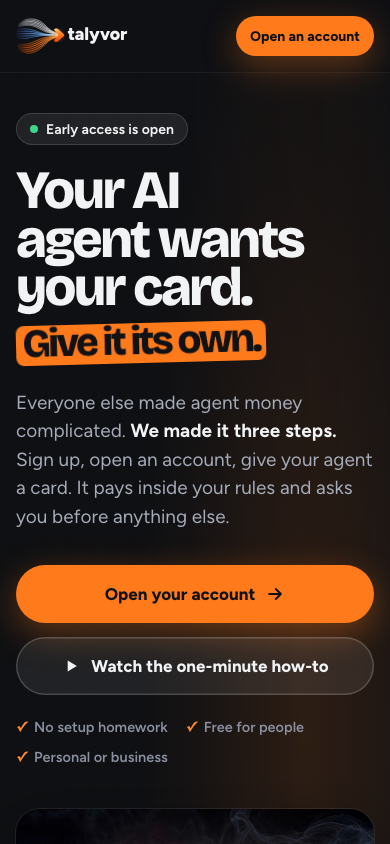 talyvor
Open an account
Early access is open
Your AI
agent wants
your card.
Give it its own.
Everyone else made agent money
complicated. We made it three steps.
Sign up, open an account, give your agent
a card. It pays inside your rules and asks
you before anything else.
Open your account →
Watch the one-minute how-to
✓ No setup homework ✓ Free for people
✓ Personal or business